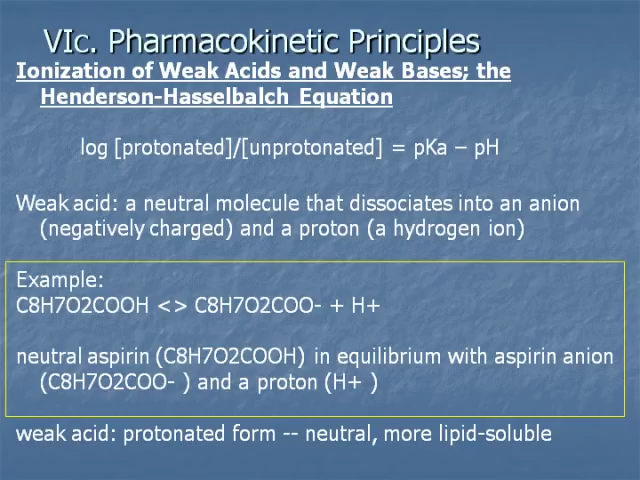 VIc. Pharmacokinetic Principles
Ionization of Weak Acids and Weak Bases; the
Henderson-Hasselbalch Equation
log [protonated]/[unprotonated] = pKa – pH
Weak acid: a neutral molecule that dissociates into an anion
(negatively charged) and a proton (a hydrogen ion)
Example:
C8H7O2COOH <> C8H7O2COO- + H+
neutral aspirin (C8H7O2COOH) in equilibrium with aspirin anion
(C8H7O2COO- ) and a proton (H+ )
weak acid: protonated form -- neutral, more lipid-soluble